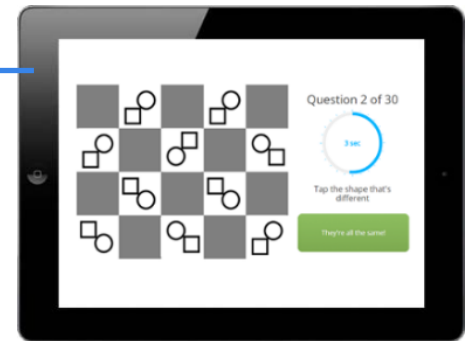 Question 2 of 30
3 sec
Tap the shape that's
different
They're all the same!